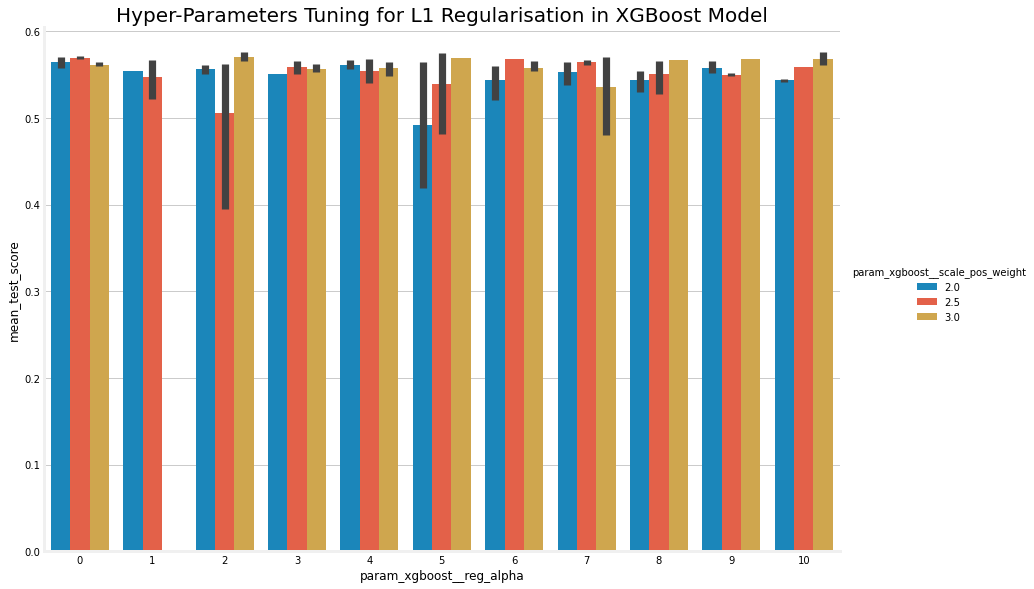 Hyper-Parameters Tuning for L1 Regularisation in XGBoost Model
0.6
0.5
0.4
0.3
0.2
0.1
0.0
mean_test_score
0 1 2 3 4 5 6 7 8 9 10
param_xgboost__reg_alpha
param_xgboost__scale_pos_weight
2.0
2.5
3.0